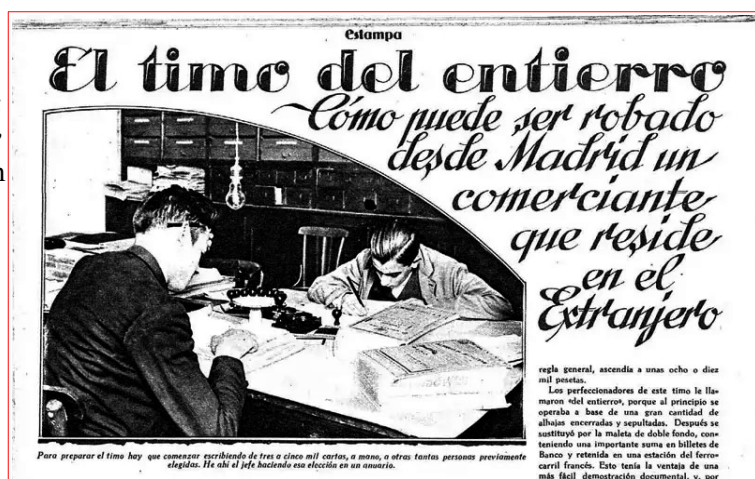 Estampa
El timo del entierro
Cómo puede ser robado
desde Madrid un
comerciante
que reside
en el
Extranjero
Para preparar el timo hay que comenzar escribiendo de tres a cinco mil cartas, a mano, a otras tantas personas previamente
elegidas. He ahí el jefe haciendo esa elección en un anuario.
regla general, ascendía a unas ocho o diez
mil pesetas.
Los perfeccionadores de este timo le lla-
maron «del entierro», porque al principio se
operaba a base de una gran cantidad de
alhajas encerradas y sepultadas. Después se
sustituyó por la maleta de doble fondo, con-
teniendo una importante suma en billetes de
Banco y retenida en una estación del ferro-
carril francés. Esto tenía la ventaja de una
más fácil demostración documental, y, por